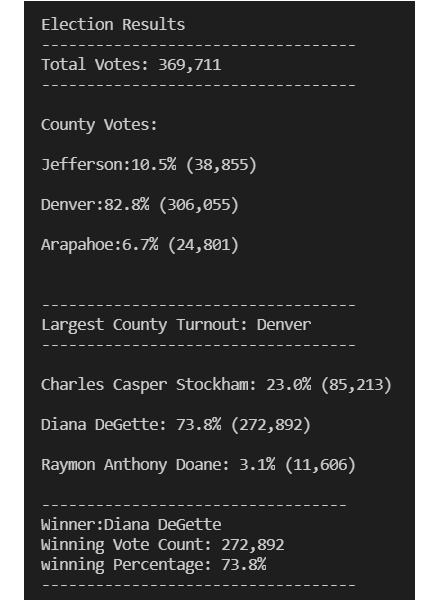 Election Results
-----------------------------------
Total Votes: 369,711
-----------------------------------
County Votes:
Jefferson:10.5% (38,855)
Denver:82.8% (306,055)
Arapahoe:6.7% (24,801)
-----------------------------------
Largest County Turnout: Denver
-----------------------------------
Charles Casper Stockham: 23.0% (85,213)
Diana DeGette: 73.8% (272,892)
Raymon Anthony Doane: 3.1% (11,606)
----------------------------------
Winner:Diana DeGette
Winning Vote Count: 272,892
winning Percentage: 73.8%
-----------------------------------